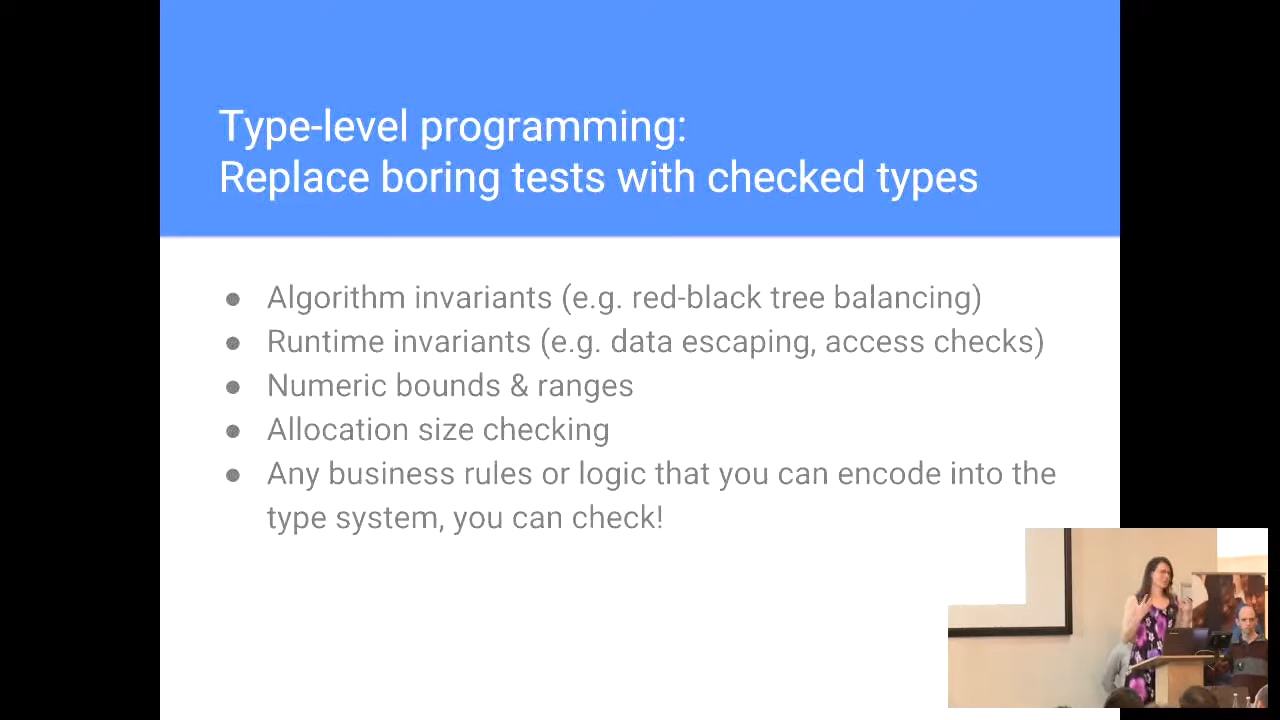 Type-level programming:
Replace boring tests with checked types
● Algorithm invariants (e.g. red-black tree balancing)
● Runtime invariants (e.g. data escaping, access checks)
● Numeric bounds & ranges
● Allocation size checking
● Any business rules or logic that you can encode into the
type system, you can check!